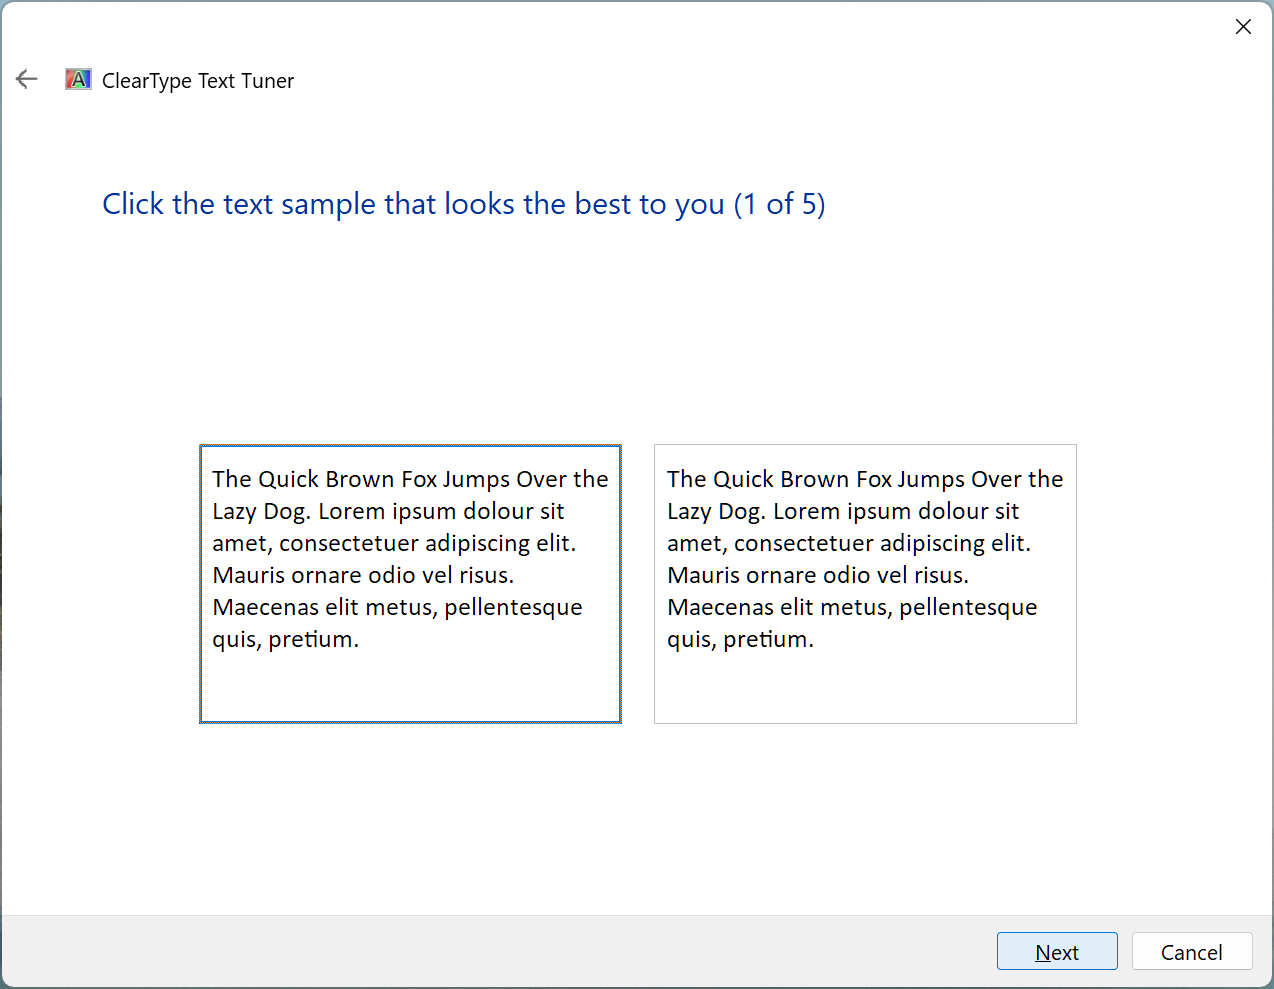 ClearType Text Tuner
Click the text sample that looks the best to you (1 of 5)
The Quick Brown Fox Jumps Over the
Lazy Dog. Lorem ipsum dolour sit
amet, consectetuer adipiscing elit.
Mauris ornare odio vel risus.
Maecenas elit metus, pellentesque
quis, pretium.
The Quick Brown Fox Jumps Over the
Lazy Dog. Lorem ipsum dolour sit
amet, consectetuer adipiscing elit.
Mauris ornare odio vel risus.
Maecenas elit metus, pellentesque
quis, pretium.
Next
Cancel